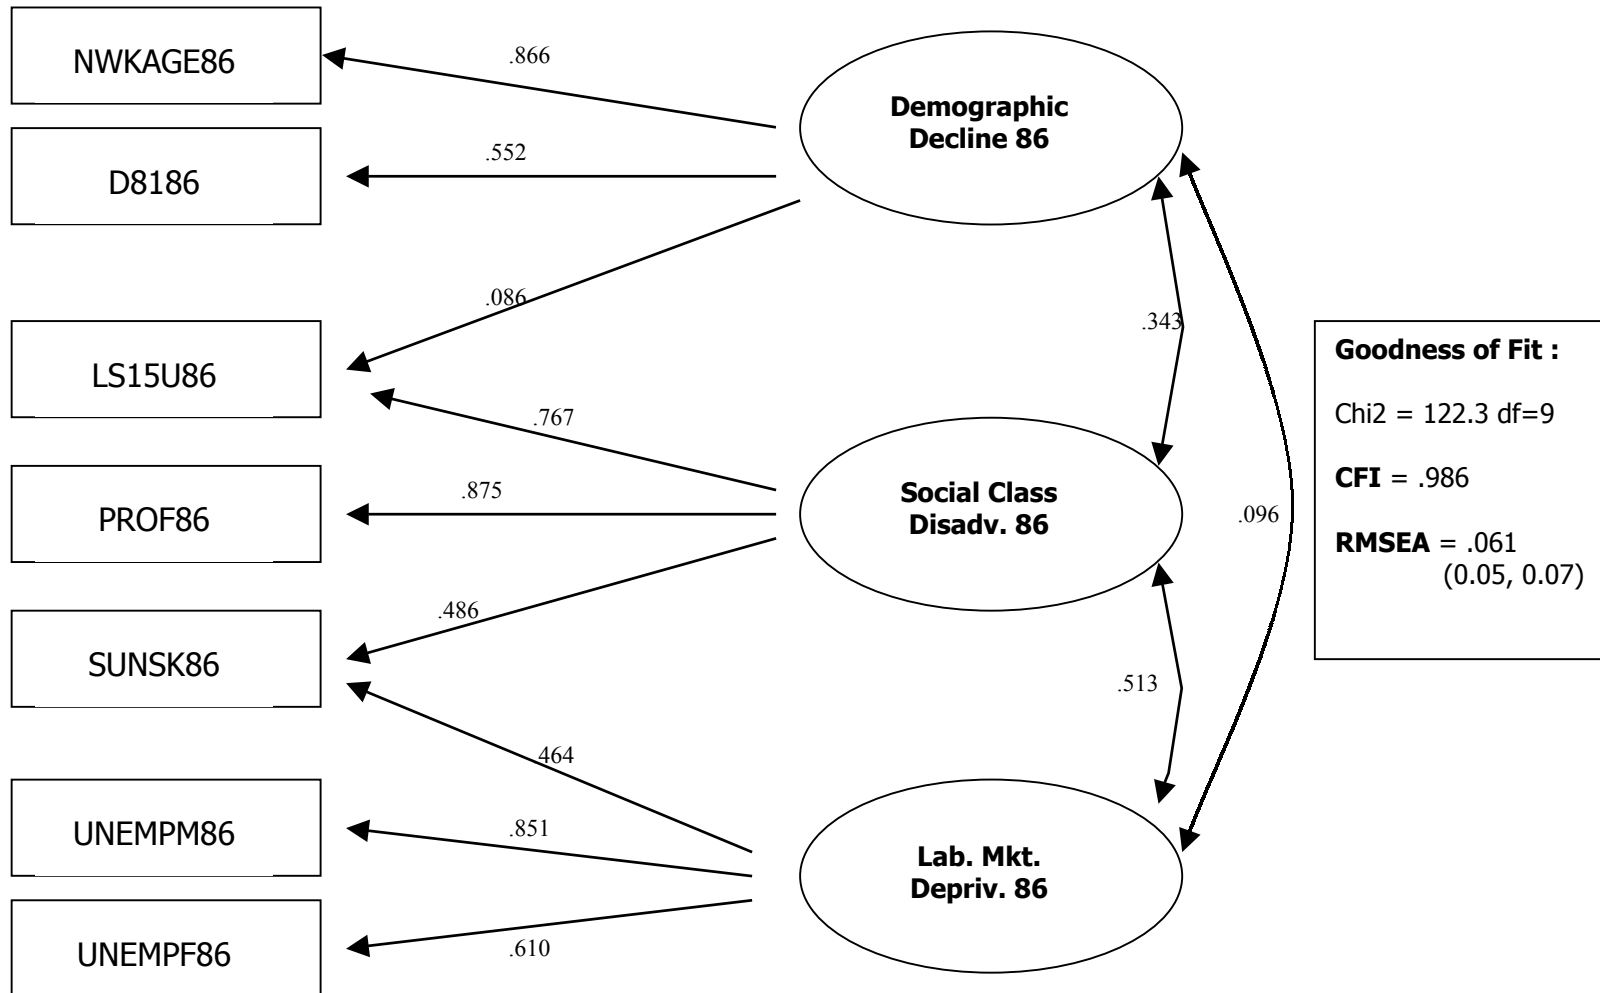 NWKAGE86
D8186
LS15U86
PROF86
SUNSK86
UNEMPM86
UNEMPF86
.866
.552
.086
.767
.875
.486
464
.851
.610
Demographic
Decline 86
Social Class
Disadv. 86
Lab. Mkt.
Depriv. 86
.343
.513
.096
Goodness of Fit :
Chi2 = 122.3 df=9
CFI = .986
RMSEA = .061
(0.05, 0.07)